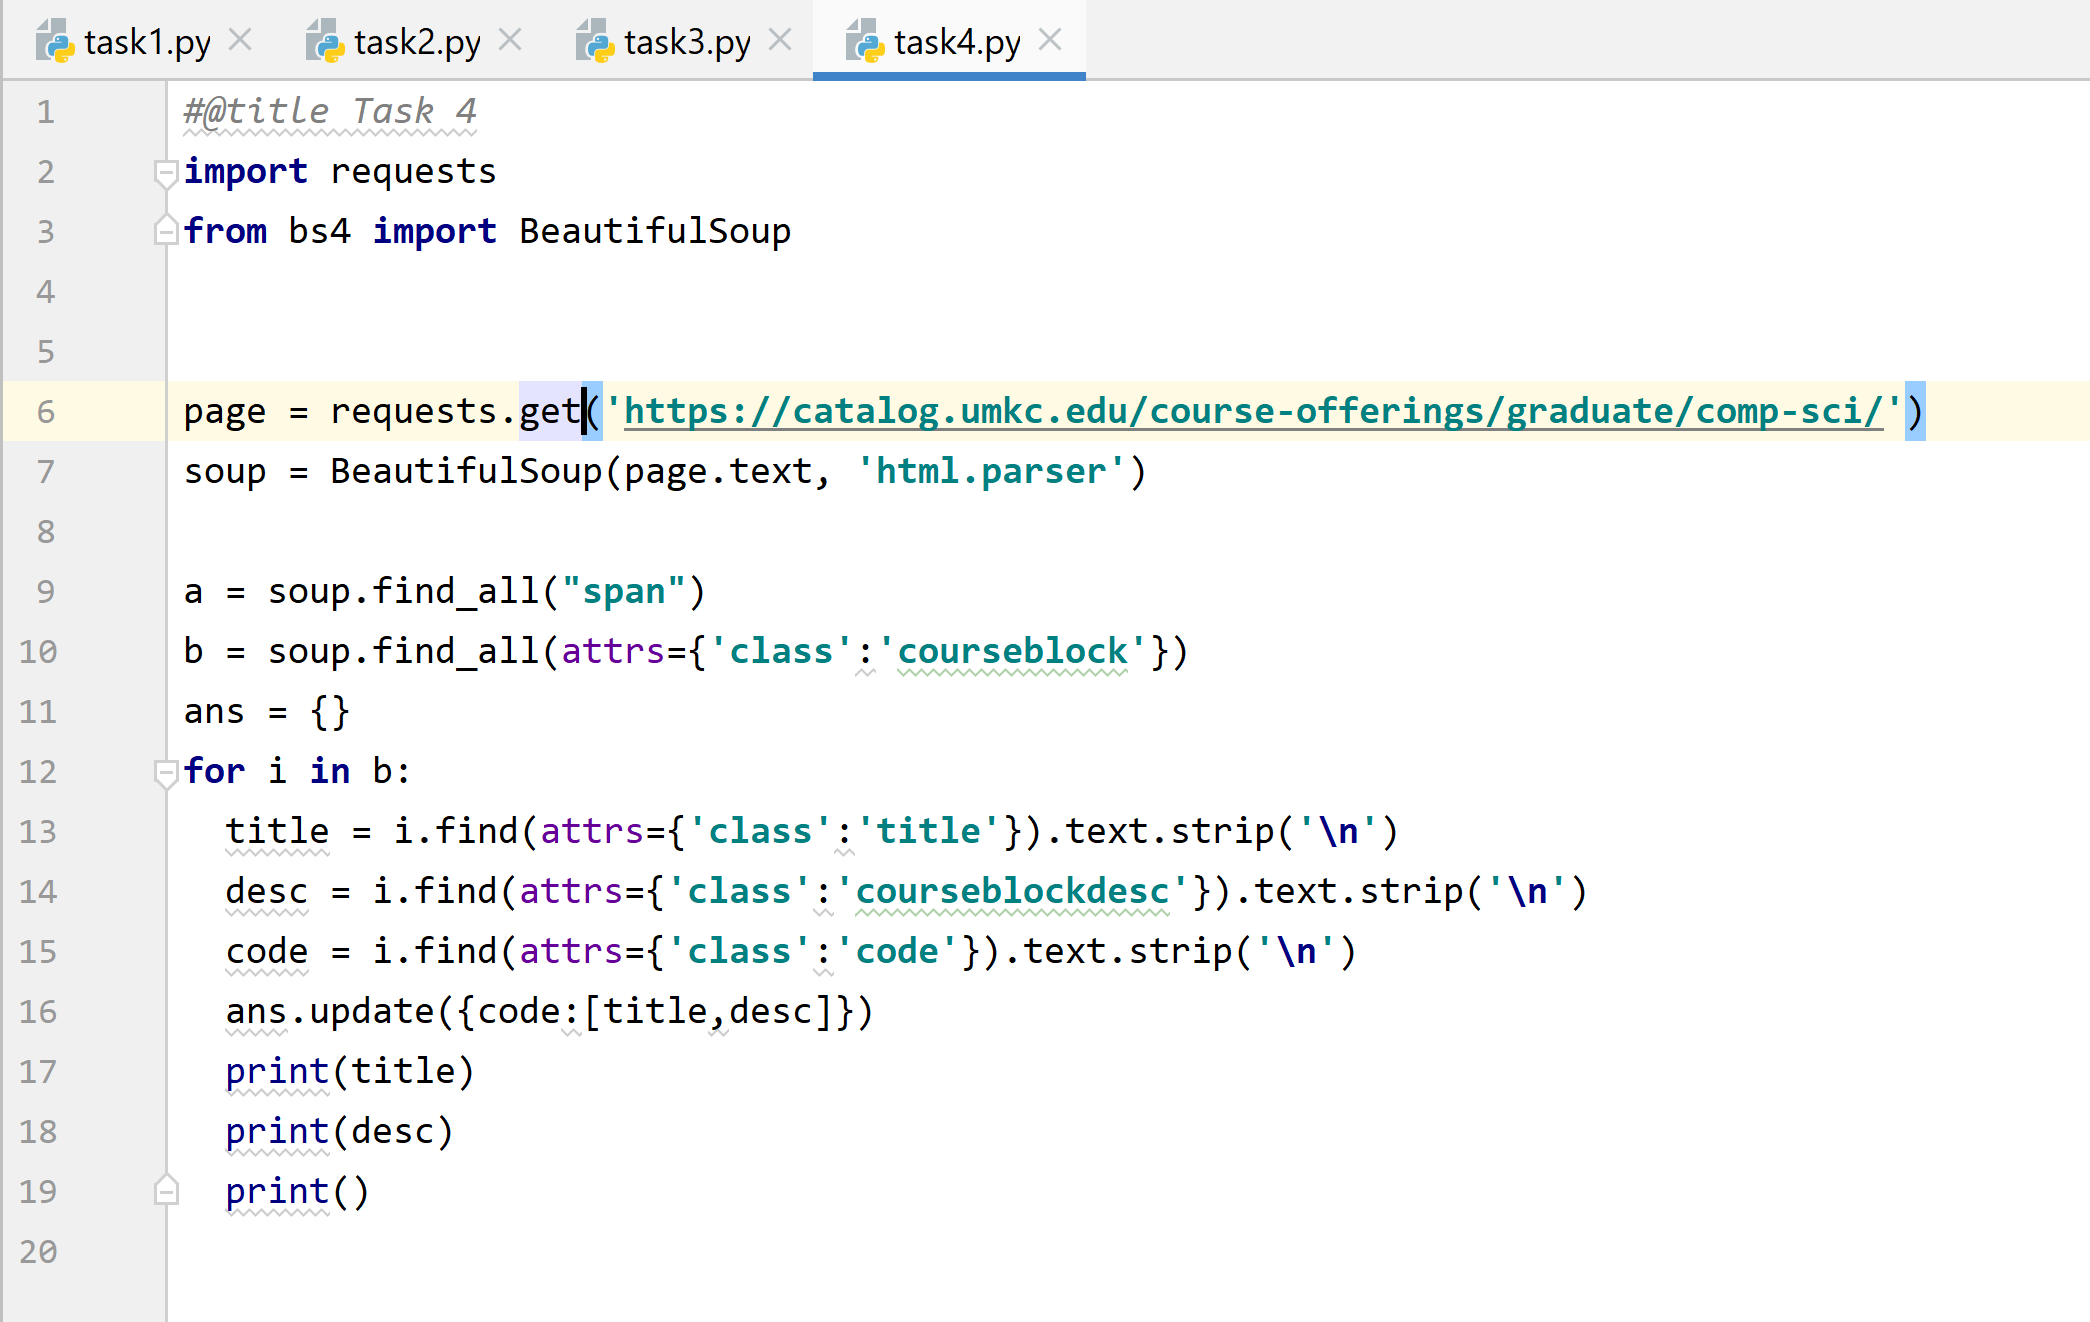 task1.py task2.py task3.py task4.py
1 #@title Task 4
2 import requests
3 from bs4 import BeautifulSoup
4
5
6 page = requests.get('https://catalog.umkc.edu/course-offerings/graduate/comp-sci/')
7 soup = BeautifulSoup(page.text, 'html.parser')
8
9 a = soup.find_all("span")
10 b = soup.find_all(attrs={'class':'courseblock'})
11 ans = {}
12 for i in b:
13   title = i.find(attrs={'class':'title'}).text.strip('\n')
14   desc = i.find(attrs={'class':'courseblockdesc'}).text.strip('\n')
15   code = i.find(attrs={'class':'code'}).text.strip('\n')
16   ans.update({code:[title,desc]})
17   print(title)
18   print(desc)
19   print()
20